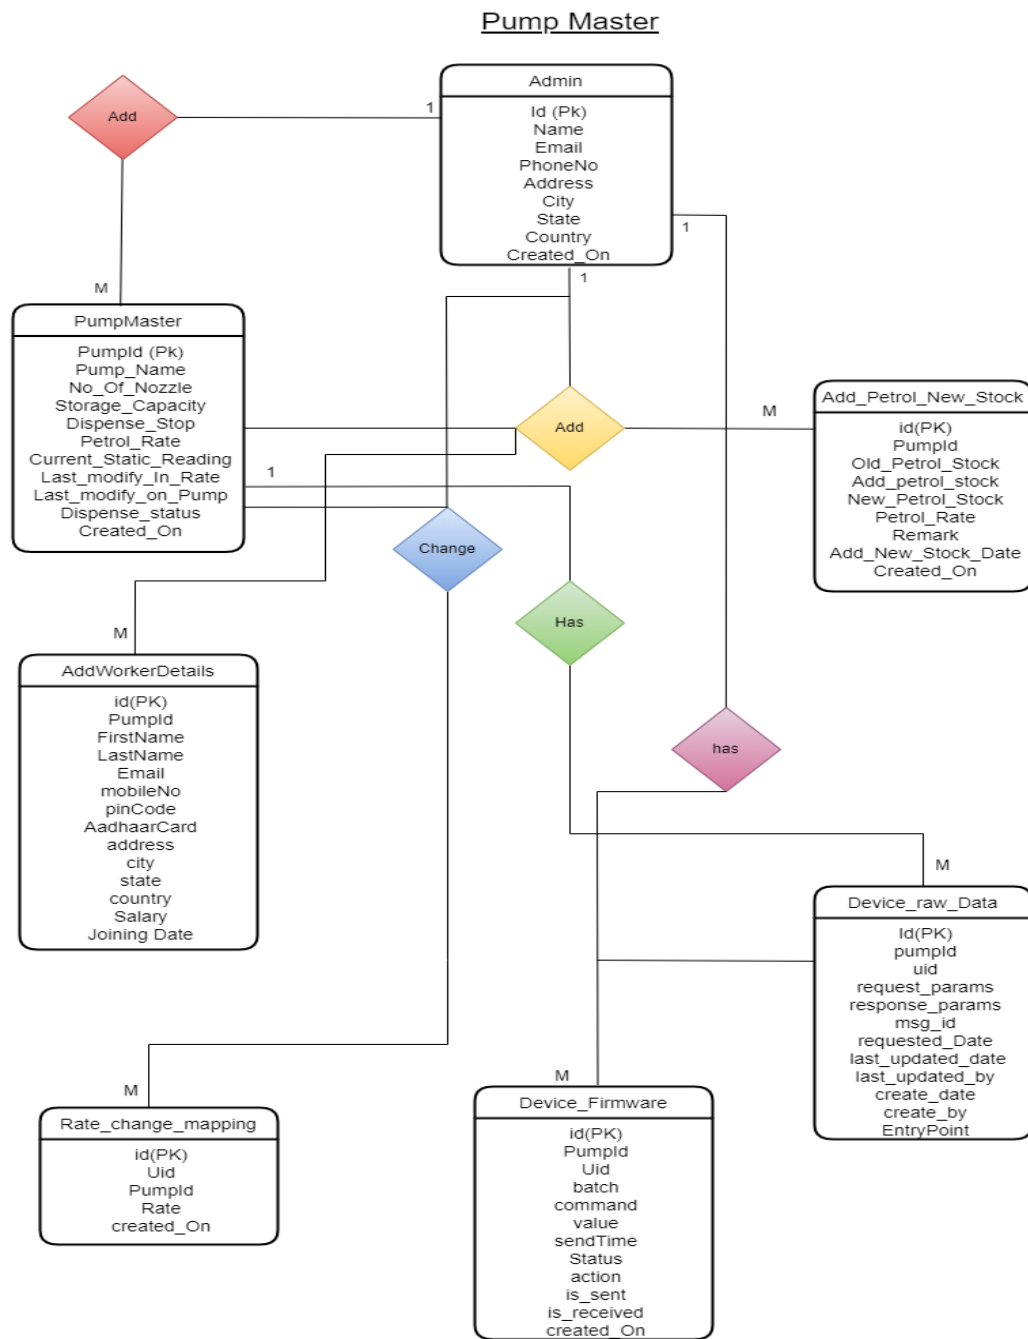 Pump Master
Add
1
M
Admin
Id (Pk)
Name
Email
PhoneNo
Address
City
State
Country
Created_On
1
1
PumpMaster
PumpId (Pk)
Pump_Name
No_Of_Nozzle
Storage_Capacity
Dispense_Stop
Petrol_Rate
Current_Static_Reading
Last_modify_In_Rate
Last_modify_on_Pump
Dispense_status
Created_On
1
Add
M
Add_Petrol_New_Stock
id(PK)
PumpId
Old_Petrol_Stock
Add_petrol_stock
New_Petrol_Stock
Petrol_Rate
Remark
Add_New_Stock_Date
Created_On
Change
Has
has
M
AddWorkerDetails
id(PK)
PumpId
FirstName
LastName
Email
mobileNo
pinCode
AadhaarCard
address
city
state
country
Salary
Joining Date
M
Device_raw_Data
Id(PK)
pumpId
uid
request_params
response_params
msg_id
requested_Date
last_updated_date
last_updated_by
create_date
create_by
EntryPoint
M
Rate_change_mapping
id(PK)
Uid
PumpId
Rate
created_On
M
Device_Firmware
id(PK)
PumpId
Uid
batch
command
value
sendTime
Status
action
is_sent
is_received
created_On